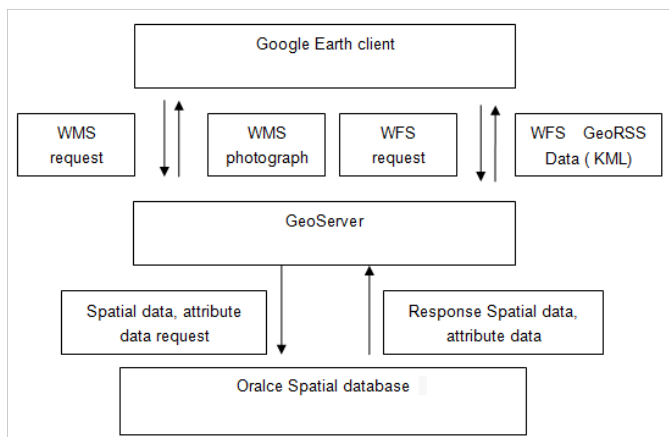 Google Earth client
WMS
request
WMS
photograph
WFS
request
WFS GeoRSS
Data ( KML)
GeoServer
Spatial data, attribute
data request
Response Spatial data,
attribute data
Oralce Spatial database